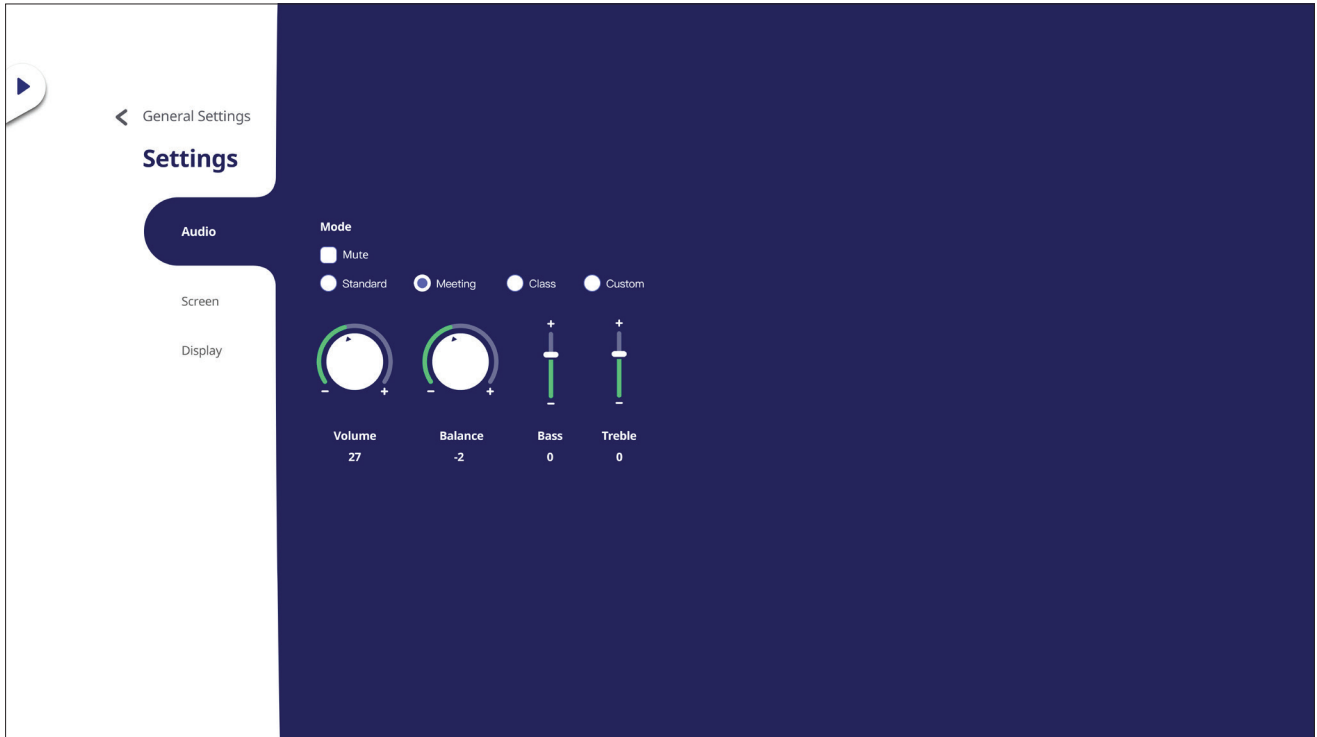 General Settings
Settings
Audio
Screen
Display
Mode
Mute
Standard Meeting Class Custom
+ +
- + - + - -
Volume Balance Bass Treble
27 -2 0 0